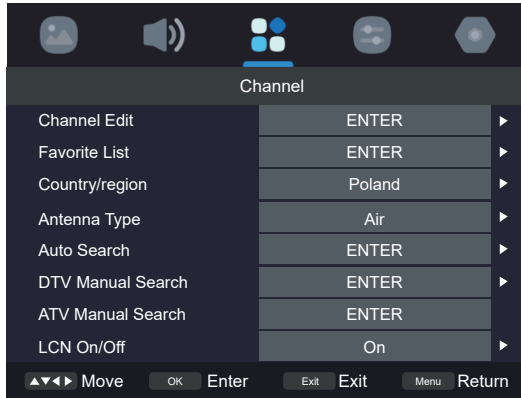 Channel
Channel Edit ENTER
Favorite List ENTER
Country/region Poland
Antenna Type Air
Auto Search ENTER
DTV Manual Search ENTER
ATV Manual Search ENTER
LCN On/Off On
▲▼◀▶ Move OK Enter Exit Exit Menu Return